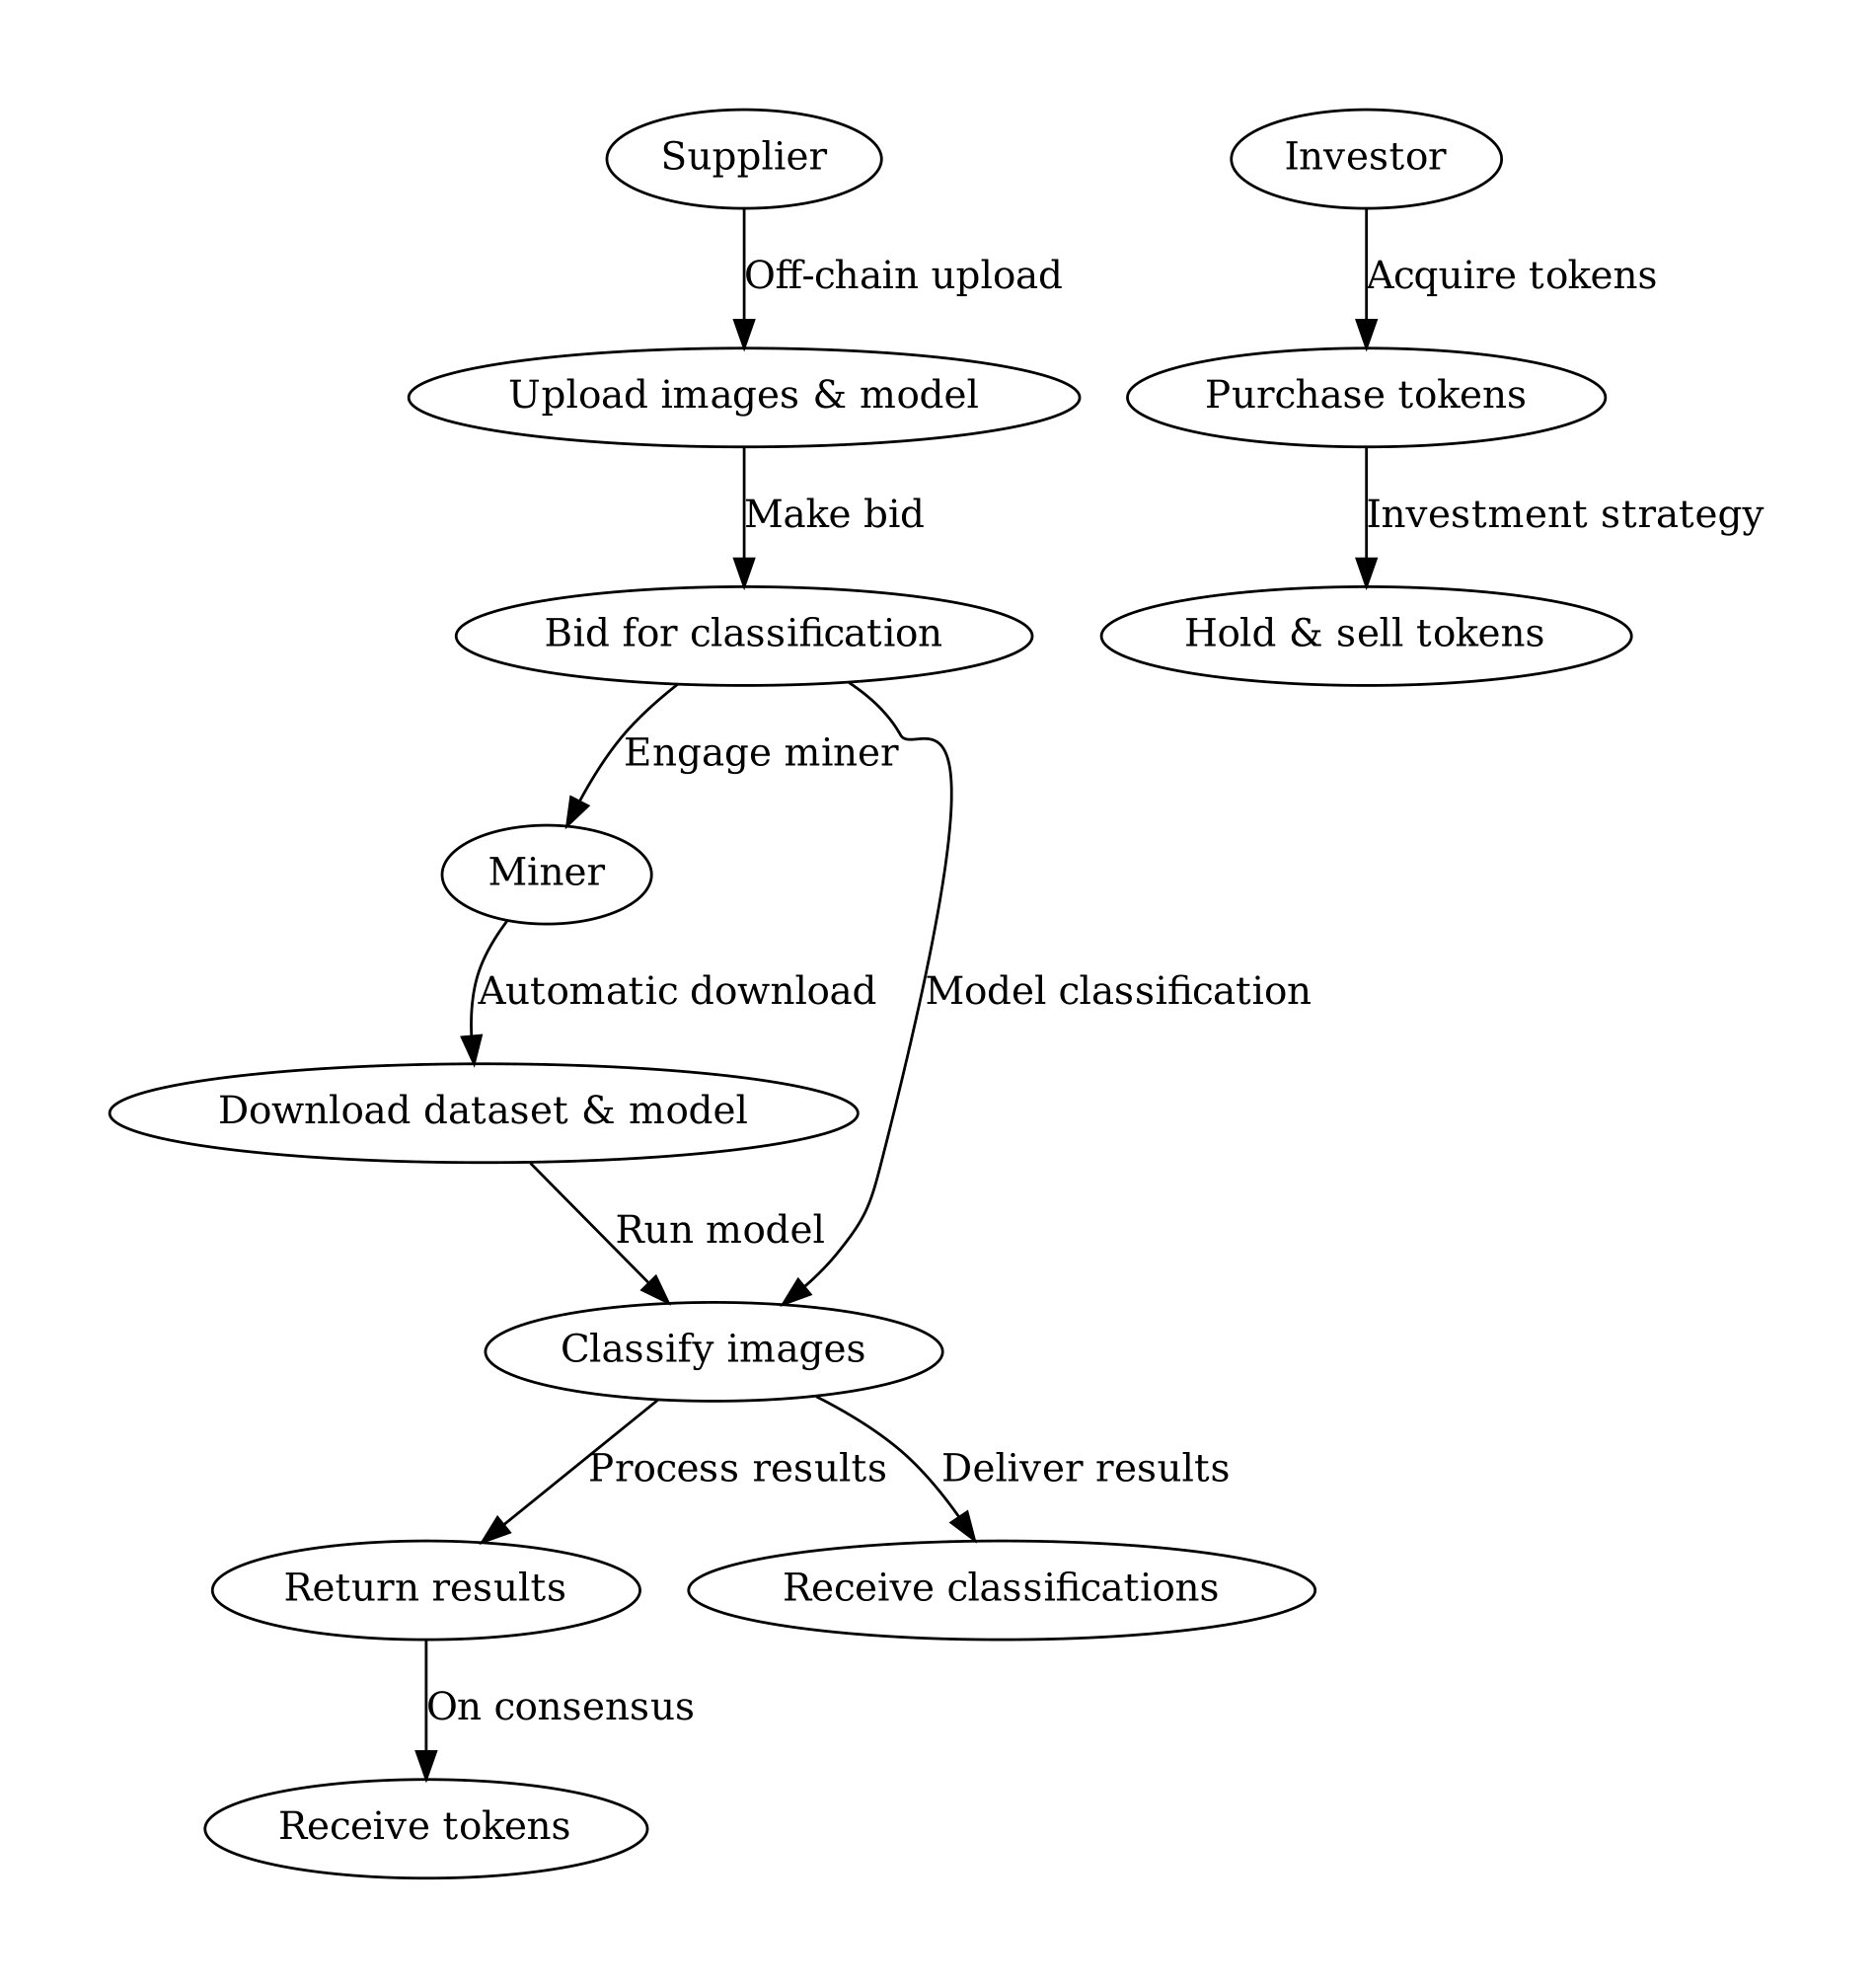 Supplier
Investor
Off-chain upload
Acquire tokens
Upload images & model
Purchase tokens
Make bid
Investment strategy
Bid for classification
Hold & sell tokens
Engage miner
Miner
Automatic download
Model classification
Download dataset & model
Run model
Classify images
Process results
Deliver results
Return results
Receive classifications
On consensus
Receive tokens